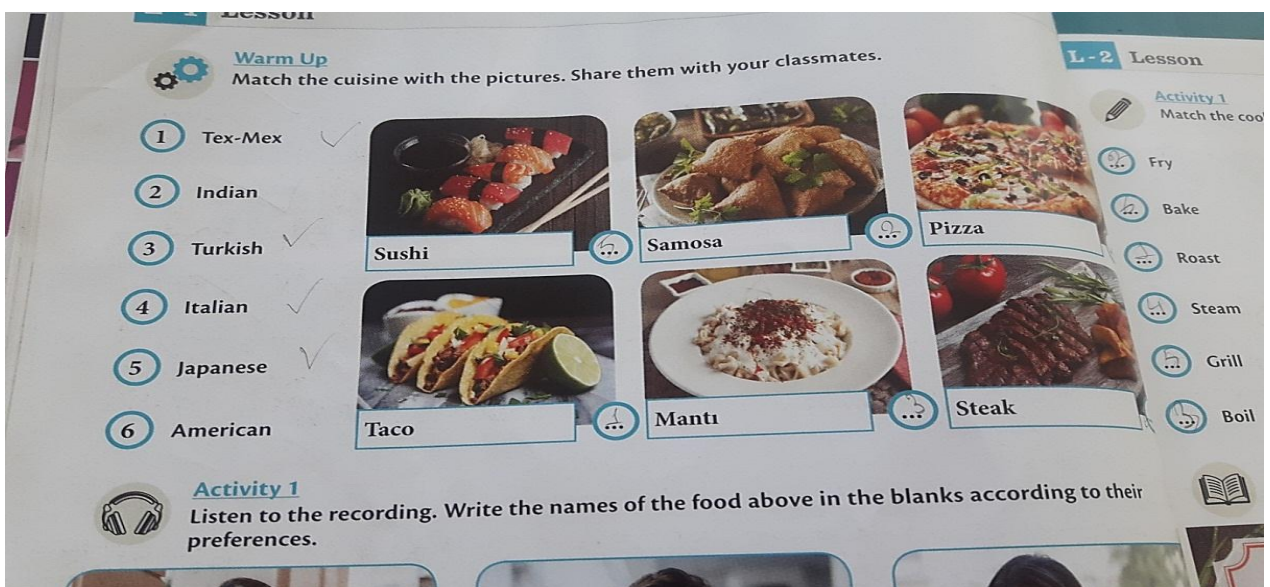 Lesson
Warm Up
Match the cuisine with the pictures. Share them with your classmates.
1 Tex-Mex
2 Indian
3 Turkish
4 Italian
5 Japanese
6 American
Sushi
Samosa
Pizza
Taco
Mantı
Steak
Activity 1
Listen to the recording. Write the names of the food above in the blanks according to their
preferences.
L - 2 Lesson
Activity 1
Match the coo
Fry
Bake
Roast
Steam
Grill
Boil